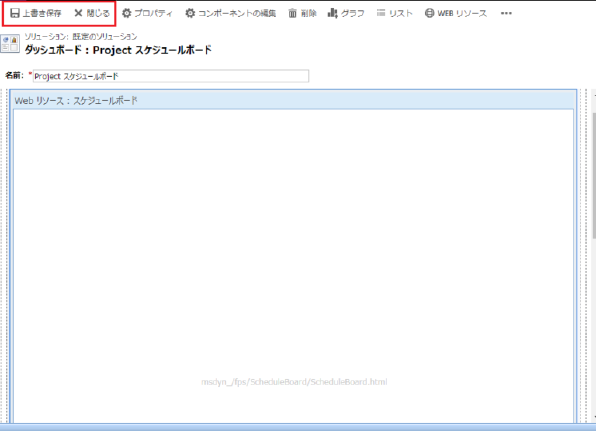 上書き保存 閉じる プロパティ コンポーネントの編集 削除 グラフ リスト WEB リソース •••
ソリューション: 既定のソリューション
ダッシュボード : Project スケジュールボード
名前: *Project スケジュールボード
Web リソース : スケジュールボード
msdyn_/fps/ScheduleBoard/ScheduleBoard.html